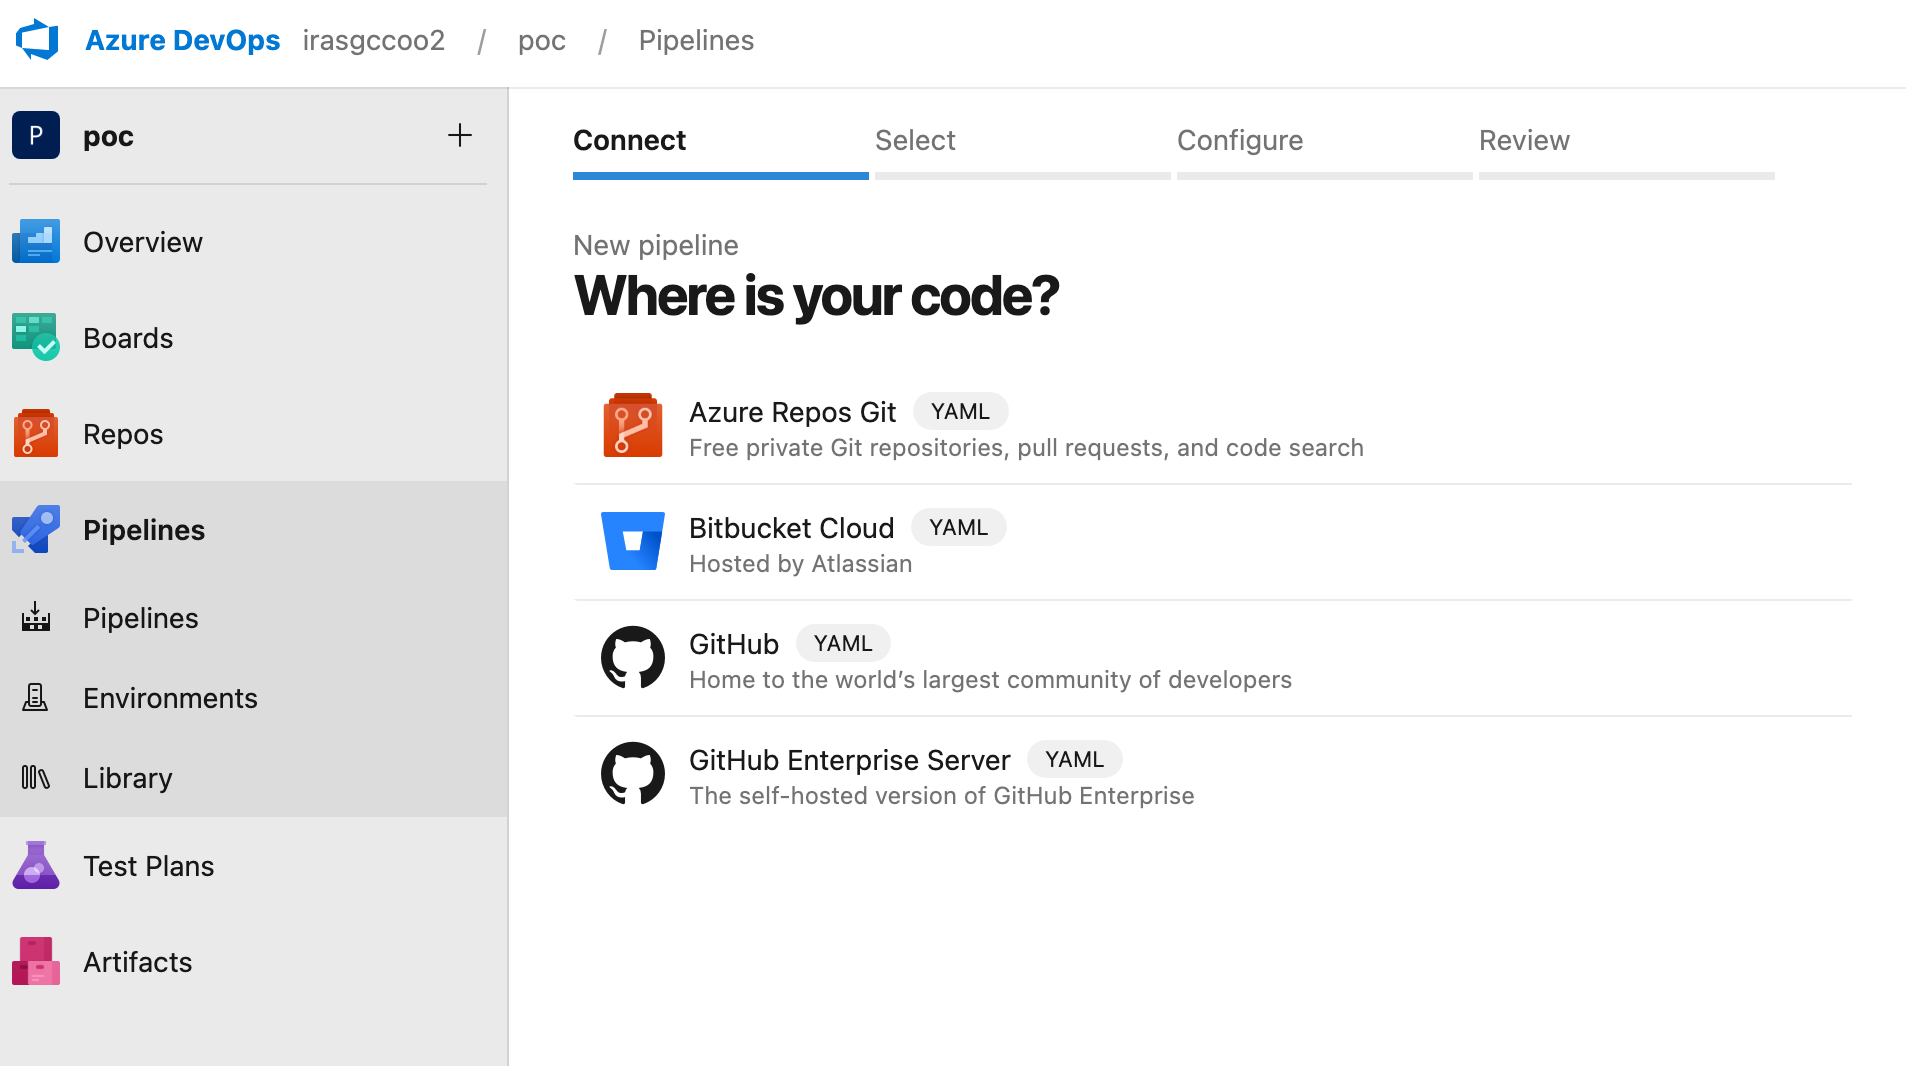 Azure DevOps irasgccoo2 / poc / Pipelines
P poc +
Overview
Boards
Repos
Pipelines
Pipelines
Environments
Library
Test Plans
Artifacts
Connect Select Configure Review
New pipeline
Where is your code?
Azure Repos Git YAML
Free private Git repositories, pull requests, and code search
Bitbucket Cloud YAML
Hosted by Atlassian
GitHub YAML
Home to the world’s largest community of developers
GitHub Enterprise Server YAML
The self-hosted version of GitHub Enterprise